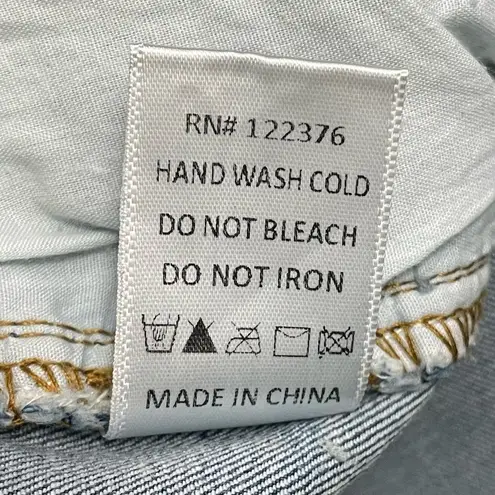 RN# 122376
HAND WASH COLD
DO NOT BLEACH
DO NOT IRON
MADE IN CHINA